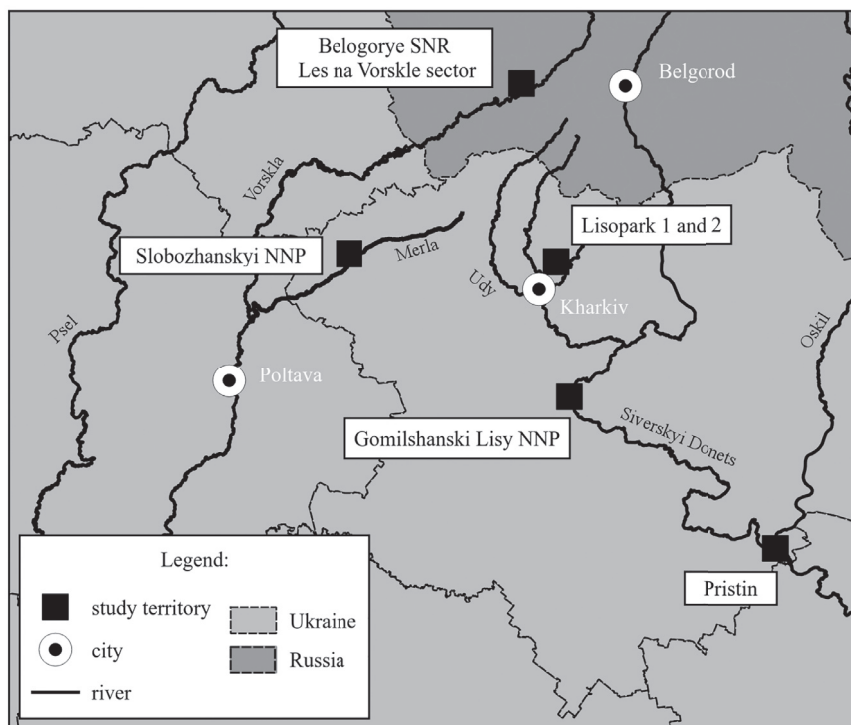 Belogorye SNR
Les na Vorskle sector
Belgorod
Vorskla
Lisopark 1 and 2
Slobozhanskyi NNP
Merla
Udy
Kharkiv
Psel
Oskil
Poltava
Gomilshanski Lisy NNP
Siverskyi Donets
Pristin
Legend:
study territory
city
river
Ukraine
Russia